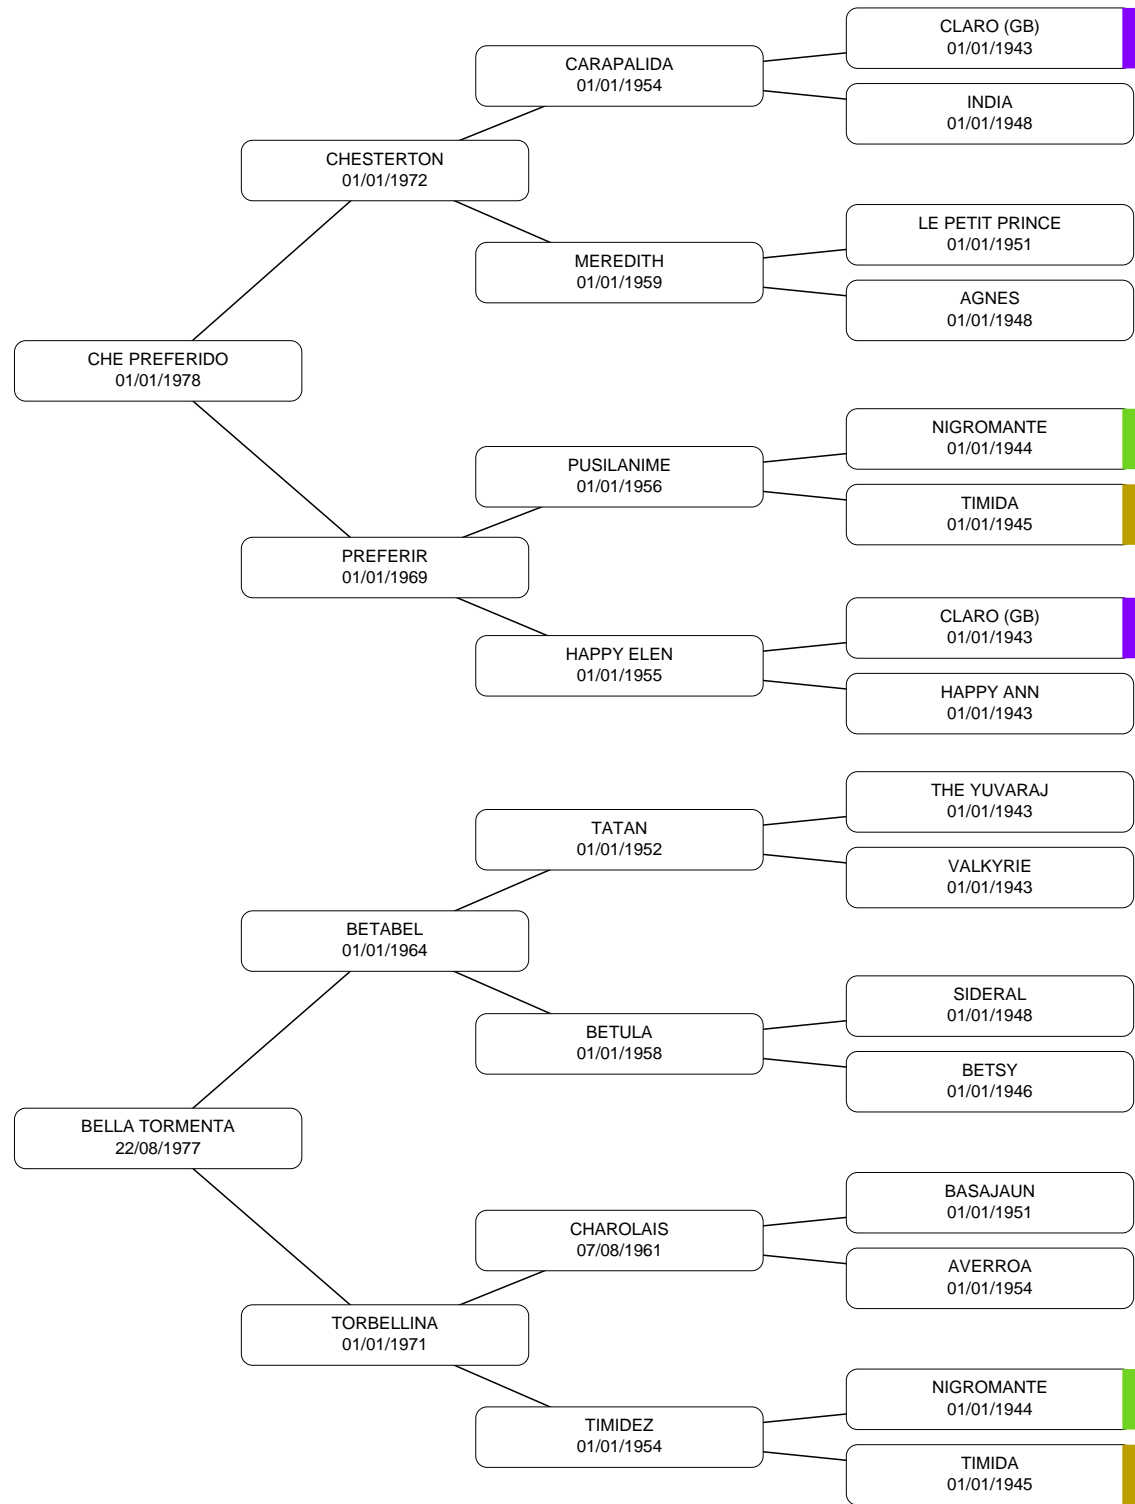 CLARO (GB)
01/01/1943
CARAPALIDA
01/01/1954
INDIA
01/01/1948
CHESTERTON
01/01/1972
LE PETIT PRINCE
01/01/1951
MEREDITH
01/01/1959
AGNES
01/01/1948
CHE PREFERIDO
01/01/1978
NIGROMANTE
01/01/1944
PUSILANIME
01/01/1956
TIMIDA
01/01/1945
PREFERIR
01/01/1969
CLARO (GB)
01/01/1943
HAPPY ELEN
01/01/1955
HAPPY ANN
01/01/1943
THE YUVARAJ
01/01/1943
TATAN
01/01/1952
VALKYRIE
01/01/1943
BETABEL
01/01/1964
SIDERAL
01/01/1948
BETULA
01/01/1958
BETSY
01/01/1946
BELLA TORMENTA
22/08/1977
BASAJAUN
01/01/1951
CHAROLAIS
07/08/1961
AVERROA
01/01/1954
TORBELLINA
01/01/1971
NIGROMANTE
01/01/1944
TIMIDEZ
01/01/1954
TIMIDA
01/01/1945